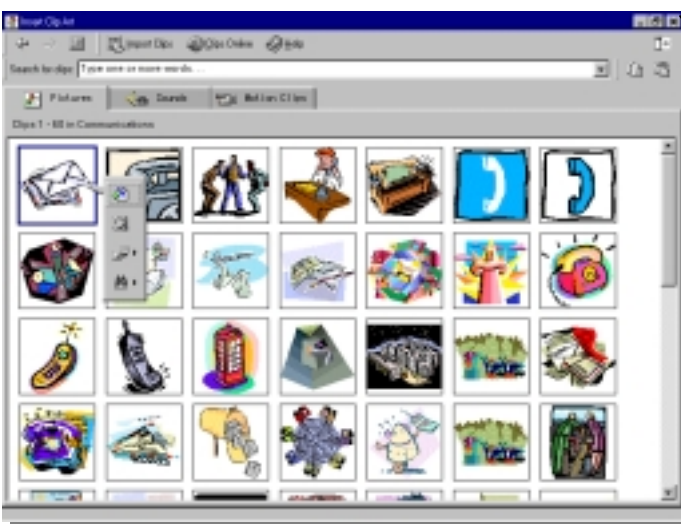 Insert Clip Art
Import Clips Clips Online Help
Search for clips: Type one or more words...
Pictures Sounds Motion Clips
Clips 1 - 60 in Communications